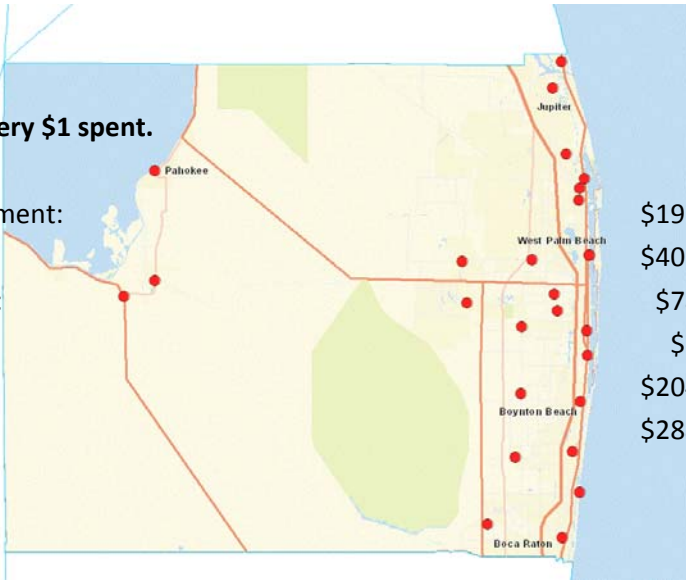 Jupiter
ery $1 spent.
Pahokee
ment:
$19
West Palm Beach
$40
$7
$
Boynton Beach
$20
$28
Boca Raton